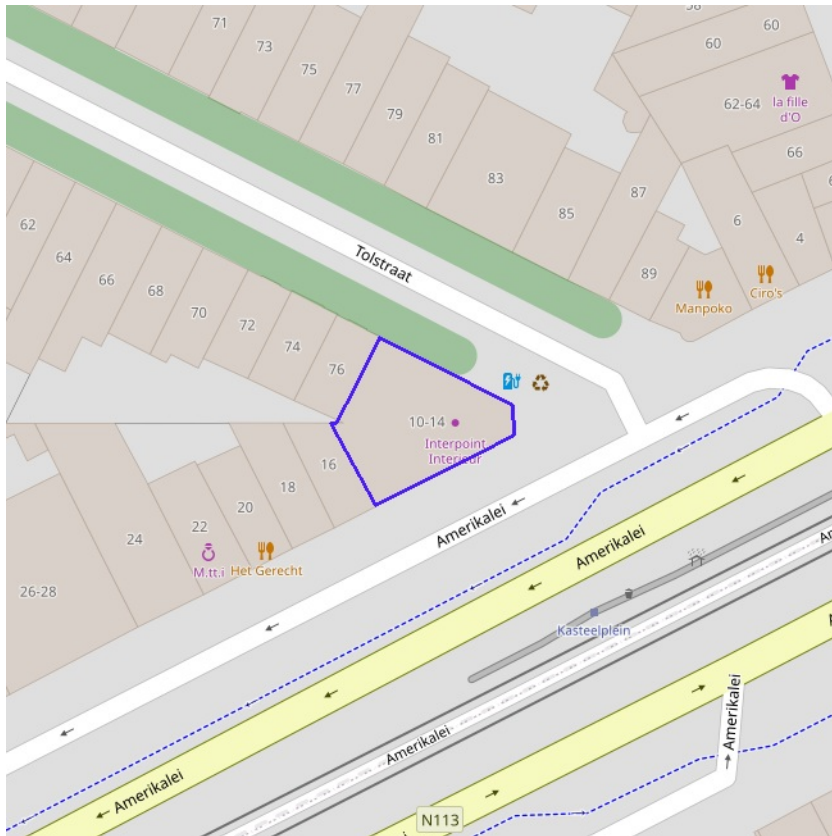 71
73
75
77
79
81
83
85
87
89
58
60
60
62-64
la fille
d'O
66
6
4
Manpoko
Ciro's
Tolstraat
62
64
66
68
70
72
74
76
10-14
Interpoint
Interieur
16
18
20
22
24
26-28
M.tt.i
Het Gerecht
Amerikalei
Amerikalei
Kasteelplein
Amerikalei
Amerikalei
Amerikalei
N113